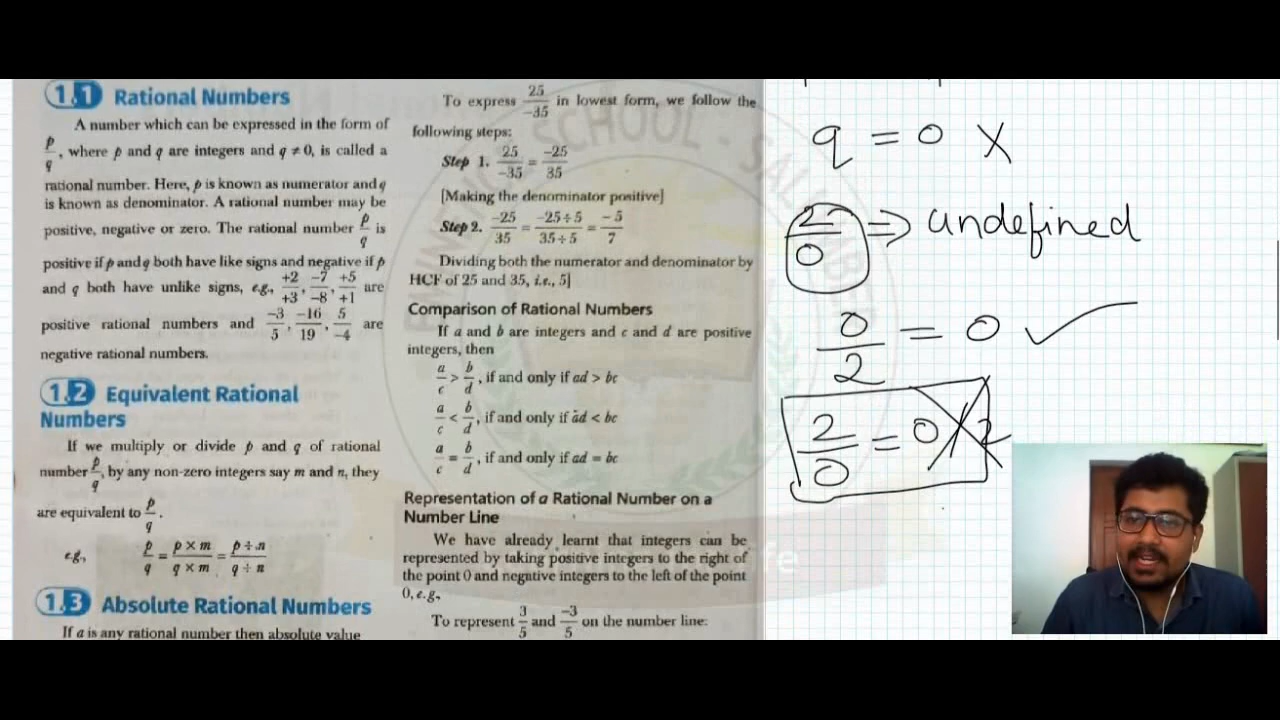 1.1 Rational Numbers
A number which can be expressed in the form of
p/q, where p and q are integers and q ≠ 0, is called a
rational number. Here, p is known as numerator and q
is known as denominator. A rational number may be
positive, negative or zero. The rational number p/q is
positive if p and q both have like signs and negative if p
and q both have unlike signs, e.g., +2/+3, -7/-8, +5/+1 are
positive rational numbers and -3/5, -16/19, 5/-4 are
negative rational numbers.
1.2 Equivalent Rational
Numbers
If we multiply or divide p and q of rational
number p/q, by any non-zero integers say m and n, they
are equivalent to p/q.
e.g., p/q = p × m/q × m = p ÷ n/q ÷ n
1.3 Absolute Rational Numbers
If a is any rational number then absolute value
To express 25/-35 in lowest form, we follow the
following steps:
Step 1. 25/-35 = -25/35
[Making the denominator positive]
Step 2. -25/35 = -25 ÷ 5/35 ÷ 5 = -5/7
Dividing both the numerator and denominator by
HCF of 25 and 35, i.e., 5]
Comparison of Rational Numbers
If a and b are integers and c and d are positive
integers, then
a/c > b/d, if and only if ad > bc
a/c < b/d, if and only if ad < bc
a/c = b/d, if and only if ad = bc
Representation of a Rational Number on a
Number Line
We have already learnt that integers can be
represented by taking positive integers to the right of
the point 0 and negative integers to the left of the point
0, e.g.,
To represent 3/5 and -3/5 on the number line:
q = 0 X
2/0 ⇒ undefined
0/2 = 0 ✓
2/0 = 0